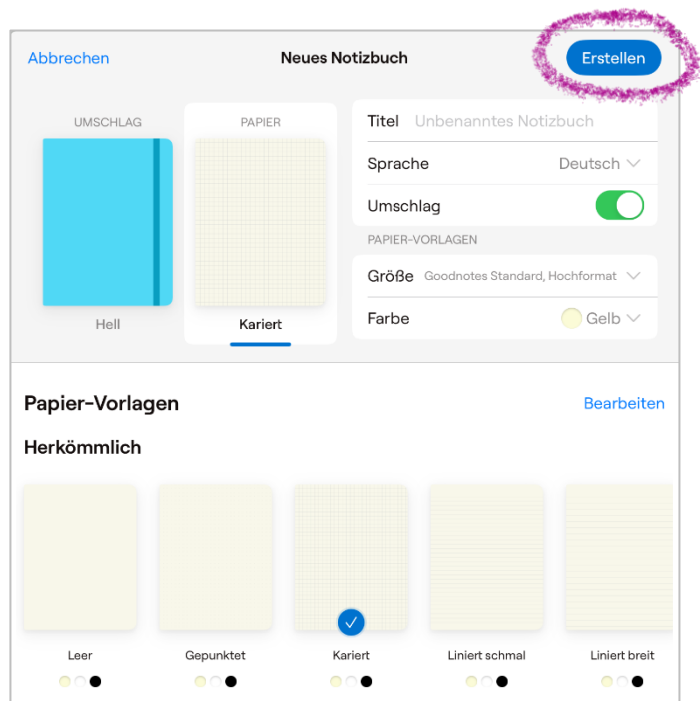 Abbrechen
Neues Notizbuch
Erstellen
UMSCHLAG
PAPIER
Hell
Kariert
Titel Unbenanntes Notizbuch
Sprache Deutsch
Umschlag
PAPIER-VORLAGEN
Größe Goodnotes Standard, Hochformat
Farbe Gelb
Papier-Vorlagen
Bearbeiten
Herkömmlich
Leer
Gepunktet
Kariert
Liniert schmal
Liniert breit